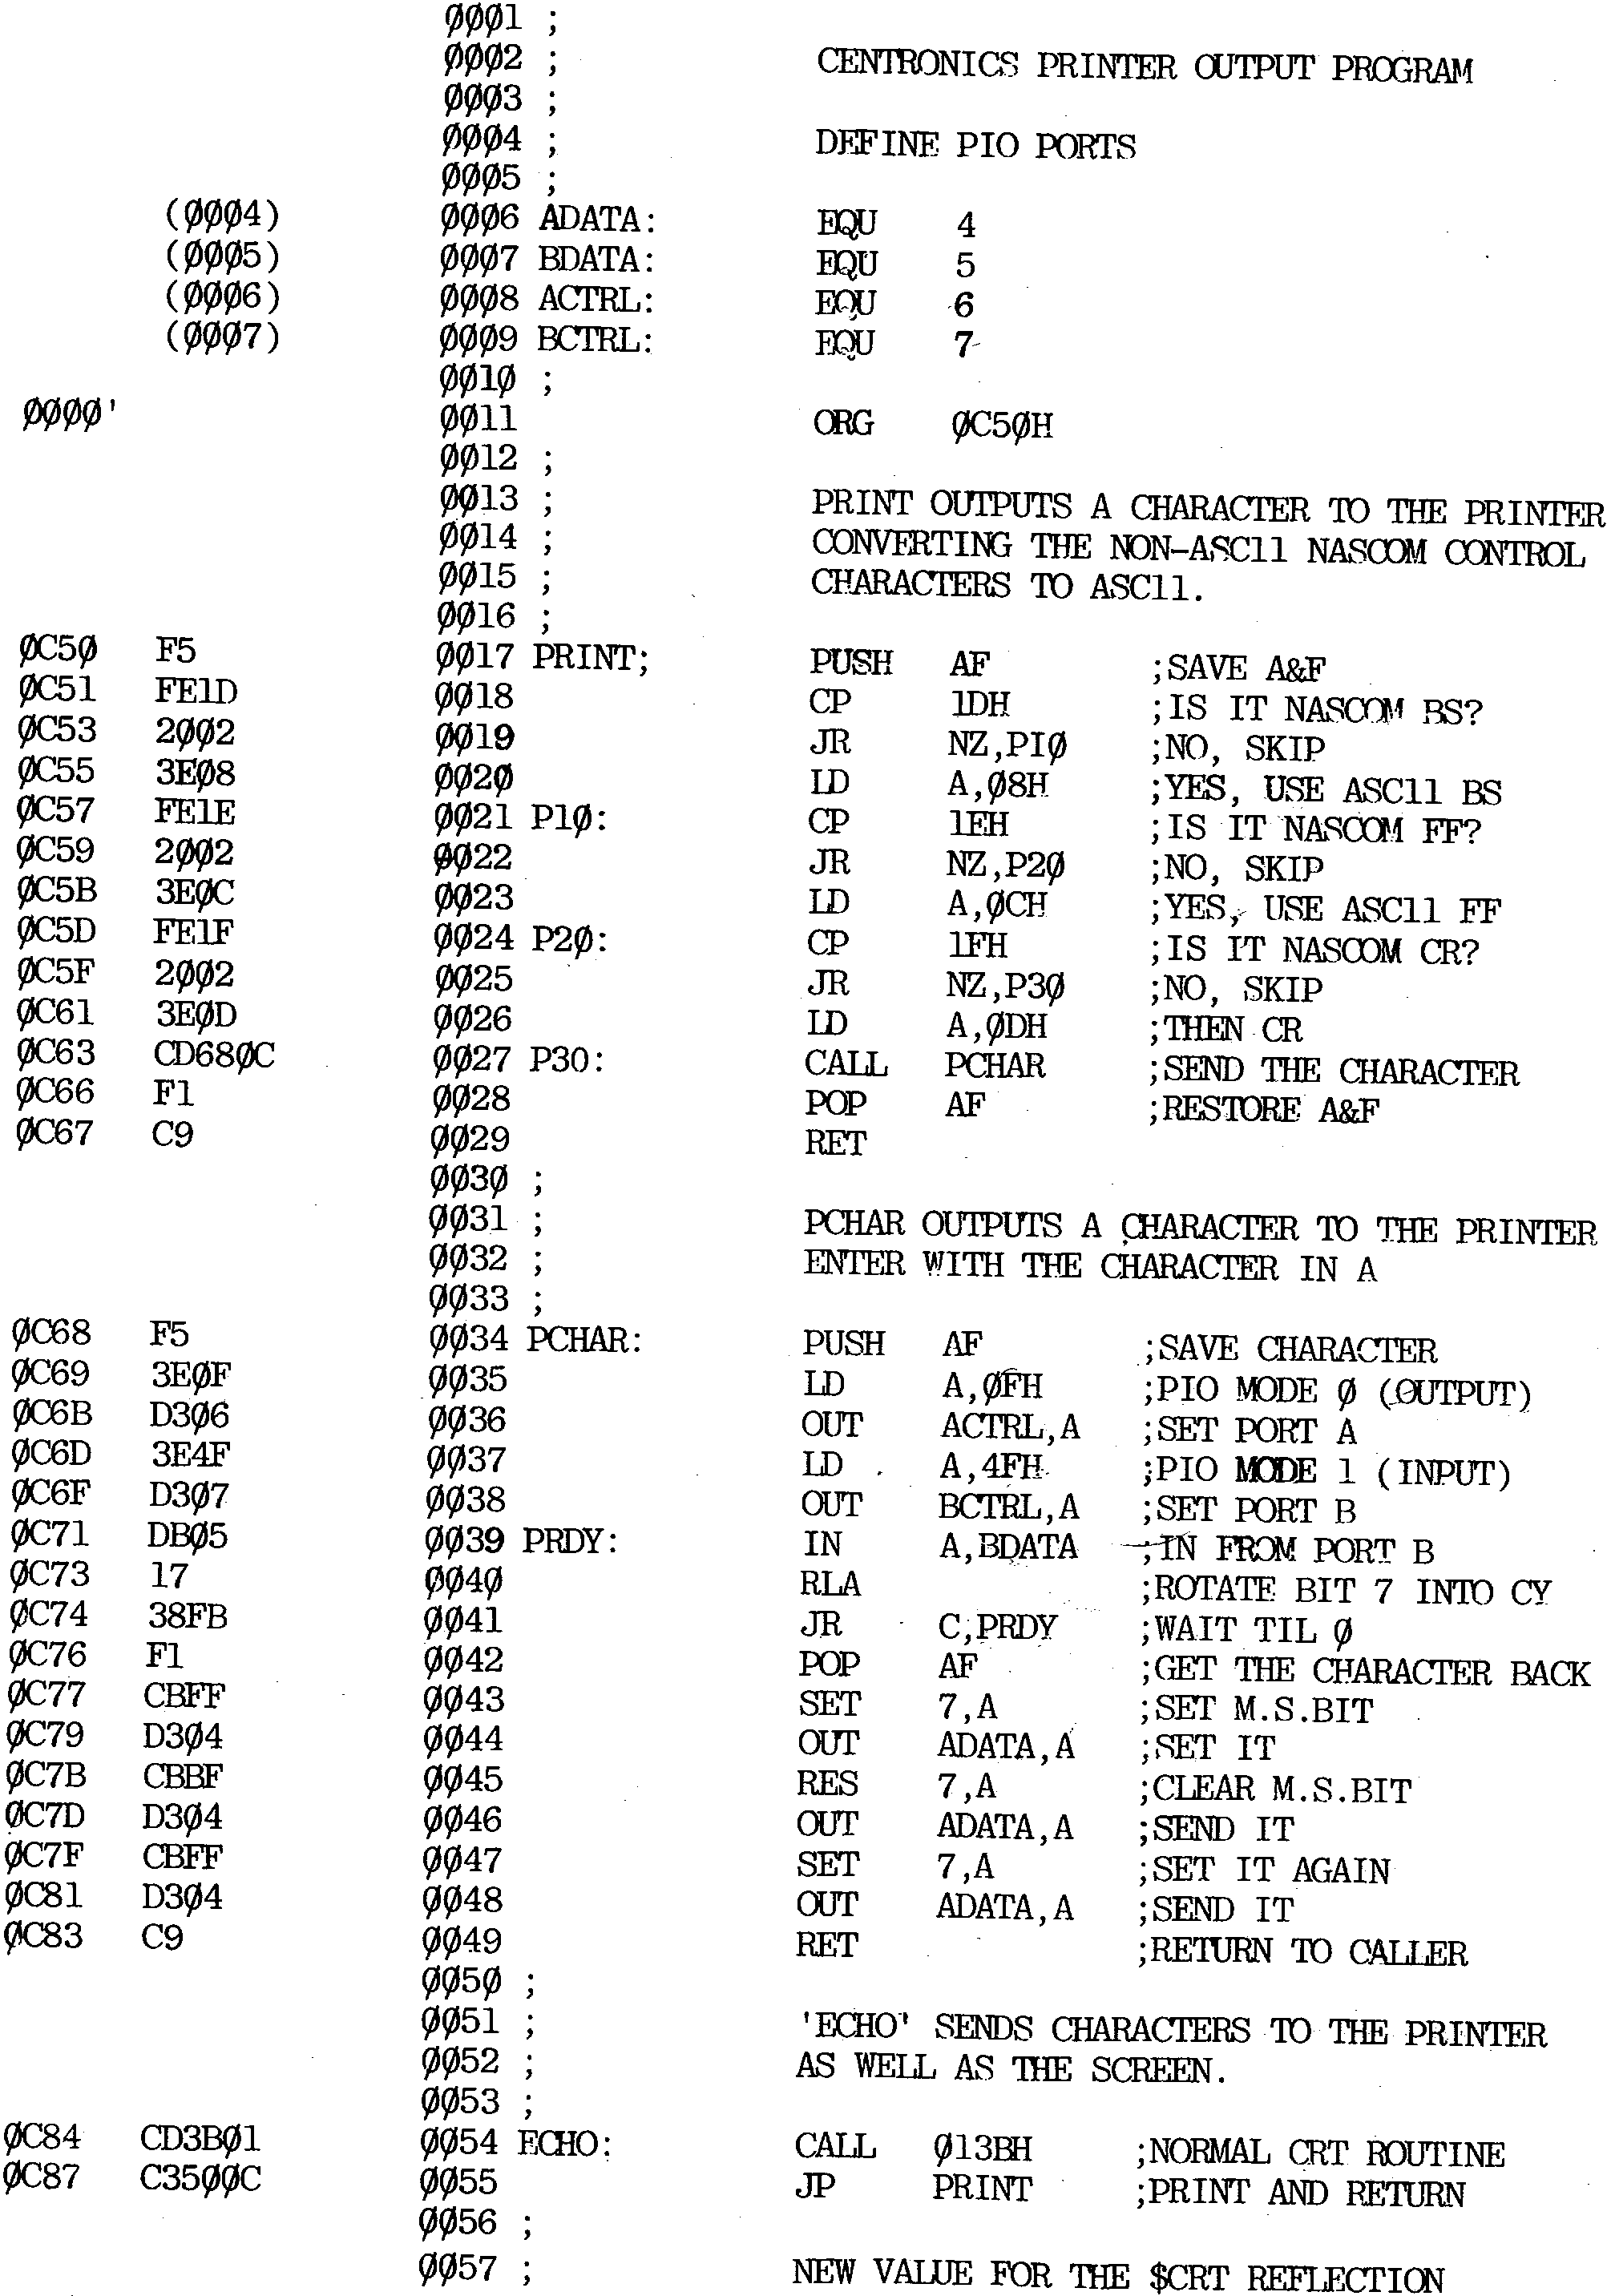 ØØØ1 ;
ØØØ2 ; CENTRONICS PRINTER OUTPUT PROGRAM
ØØØ3 ;
ØØØ4 ; DEFINE PIO PORTS
ØØØ5 ;
(ØØØ4) ØØØ6 ADATA: EQU 4
(ØØØ5) ØØØ7 BDATA: EQU 5
(ØØØ6) ØØØ8 ACTRL: EQU 6
(ØØØ7) ØØØ9 BCTRL: EQU 7
ØØ1Ø ;
ØØØØ' ØØ11 ORG ØC5ØH
ØØ12 ;
ØØ13 ; PRINT OUTPUTS A CHARACTER TO THE PRINTER
ØØ14 ; CONVERTING THE NON-ASC11 NASCOM CONTROL
ØØ15 ; CHARACTERS TO ASC11.
ØØ16 ;
ØC5Ø F5 ØØ17 PRINT; PUSH AF ;SAVE A&F
ØC51 FE1D ØØ18 CP 1DH ;IS IT NASCOM BS?
ØC53 2ØØ2 ØØ19 JR NZ,PIØ ;NO, SKIP
ØC55 3EØ8 ØØ2Ø LD A,Ø8H ;YES, USE ASC11 BS
ØC57 FE1E ØØ21 P1Ø: CP 1EH ;IS IT NASCOM FF?
ØC59 2ØØ2 ØØ22 JR NZ,P2Ø ;NO, SKIP
ØC5B 3EØC ØØ23 LD A,ØCH ;YES, USE ASC11 FF
ØC5D FE1F ØØ24 P2Ø: CP 1FH ;IS IT NASCOM CR?
ØC5F 2ØØ2 ØØ25 JR NZ,P3Ø ;NO, SKIP
ØC61 3EØD ØØ26 LD A,ØDH ;THEN CR
ØC63 CD68ØC ØØ27 P30: CALL PCHAR ;SEND THE CHARACTER
ØC66 F1 ØØ28 POP AF ;RESTORE A&F
ØC67 C9 ØØ29 RET
ØØ3Ø ;
ØØ31 ; PCHAR OUTPUTS A CHARACTER TO THE PRINTER
ØØ32 ; ENTER WITH THE CHARACTER IN A
ØØ33 ;
ØC68 F5 ØØ34 PCHAR: PUSH AF ;SAVE CHARACTER
ØC69 3EØF ØØ35 LD A,ØFH ;PIO MODE Ø (OUTPUT)
ØC6B D3Ø6 ØØ36 OUT ACTRL,A ;SET PORT A
ØC6D 3E4F ØØ37 LD A,4FH ;PIO MODE 1 (INPUT)
ØC6F D3Ø7 ØØ38 OUT BCTRL,A ;SET PORT B
ØC71 DBØ5 ØØ39 PRDY: IN A,BDATA ;IN FROM PORT B
ØC73 17 ØØ4Ø RLA ;ROTATE BIT 7 INTO CY
ØC74 38FB ØØ41 JR C,PRDY ;WAIT TIL Ø
ØC76 F1 ØØ42 POP AF ;GET THE CHARACTER BACK
ØC77 CBFF ØØ43 SET 7,A ;SET M.S.BIT
ØC79 D3Ø4 ØØ44 OUT ADATA,A ;SET IT
ØC7B CBBF ØØ45 RES 7,A ;CLEAR M.S.BIT
ØC7D D3Ø4 ØØ46 OUT ADATA,A ;SEND IT
ØC7F CBFF ØØ47 SET 7,A ;SET IT AGAIN
ØC81 D3Ø4 ØØ48 OUT ADATA,A ;SEND IT
ØC83 C9 ØØ49 RET ;RETURN TO CALLER
ØØ5Ø ;
ØØ51 ; 'ECHO' SENDS CHARACTERS TO THE PRINTER
ØØ52 ; AS WELL AS THE SCREEN.
ØØ53 ;
ØC84 CD3BØ1 ØØ54 ECHO: CALL Ø13BH ;NORMAL CRT ROUTINE
ØC87 C35ØØC ØØ55 JP PRINT ;PRINT AND RETURN
ØØ56 ;
ØØ57 ; NEW VALUE FOR THE $CRT REFLECTION